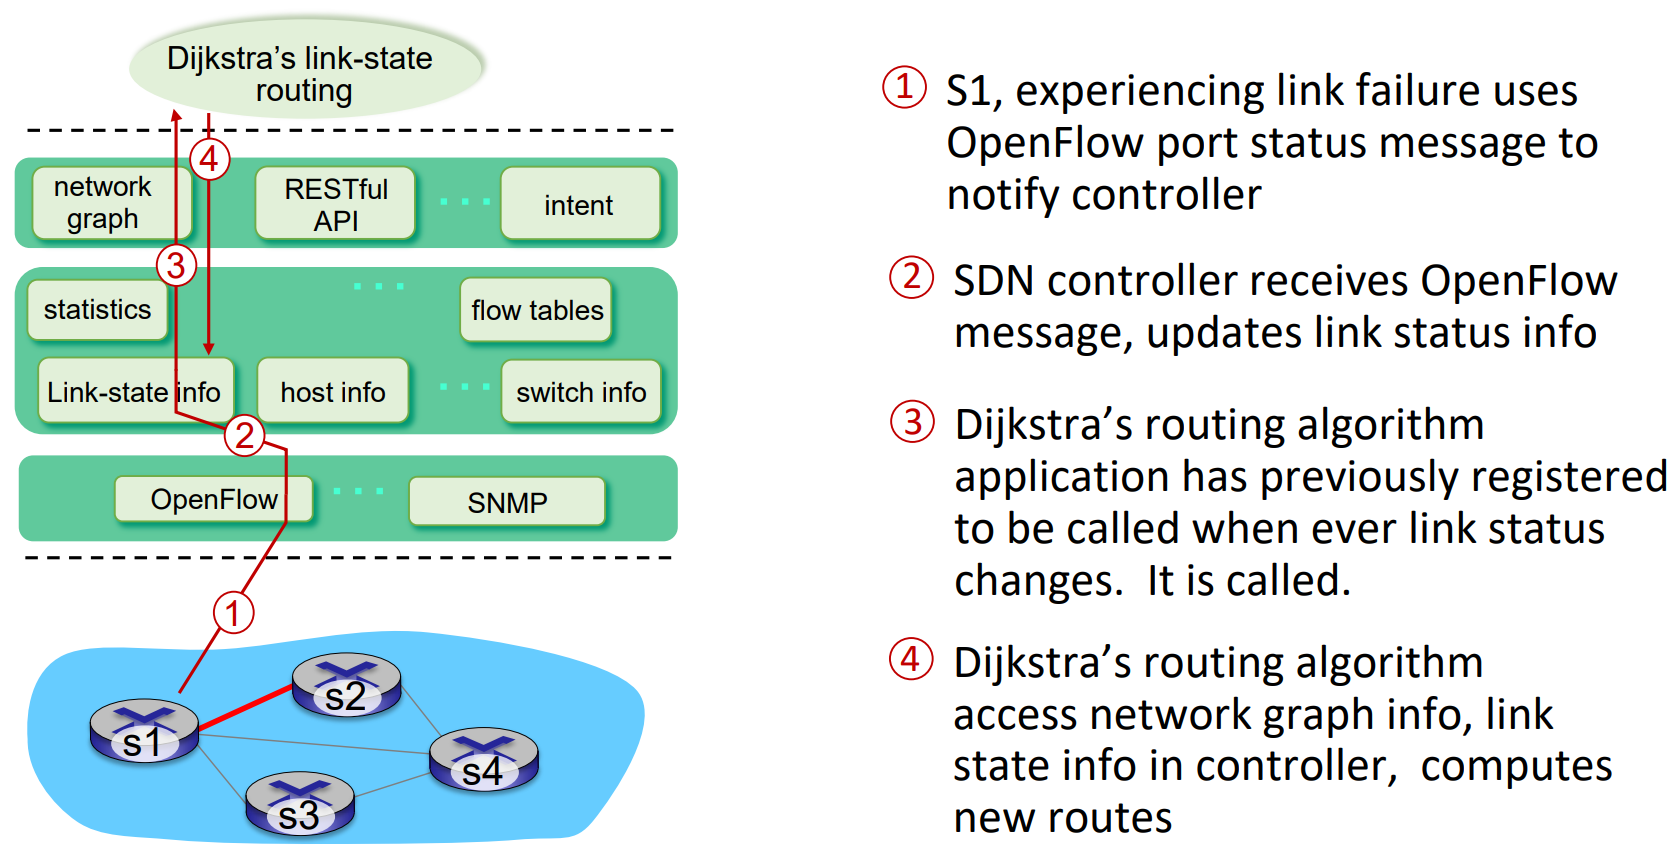 Dijkstra’s link-state
routing
4
network
graph
RESTful
API
intent
3
statistics
flow tables
Link-state info
host info
switch info
2
OpenFlow
SNMP
1
s2
s1
s4
s3
1 S1, experiencing link failure uses
OpenFlow port status message to
notify controller
2 SDN controller receives OpenFlow
message, updates link status info
3 Dijkstra’s routing algorithm
application has previously registered
to be called when ever link status
changes.  It is called.
4 Dijkstra’s routing algorithm
access network graph info, link
state info in controller,  computes
new routes